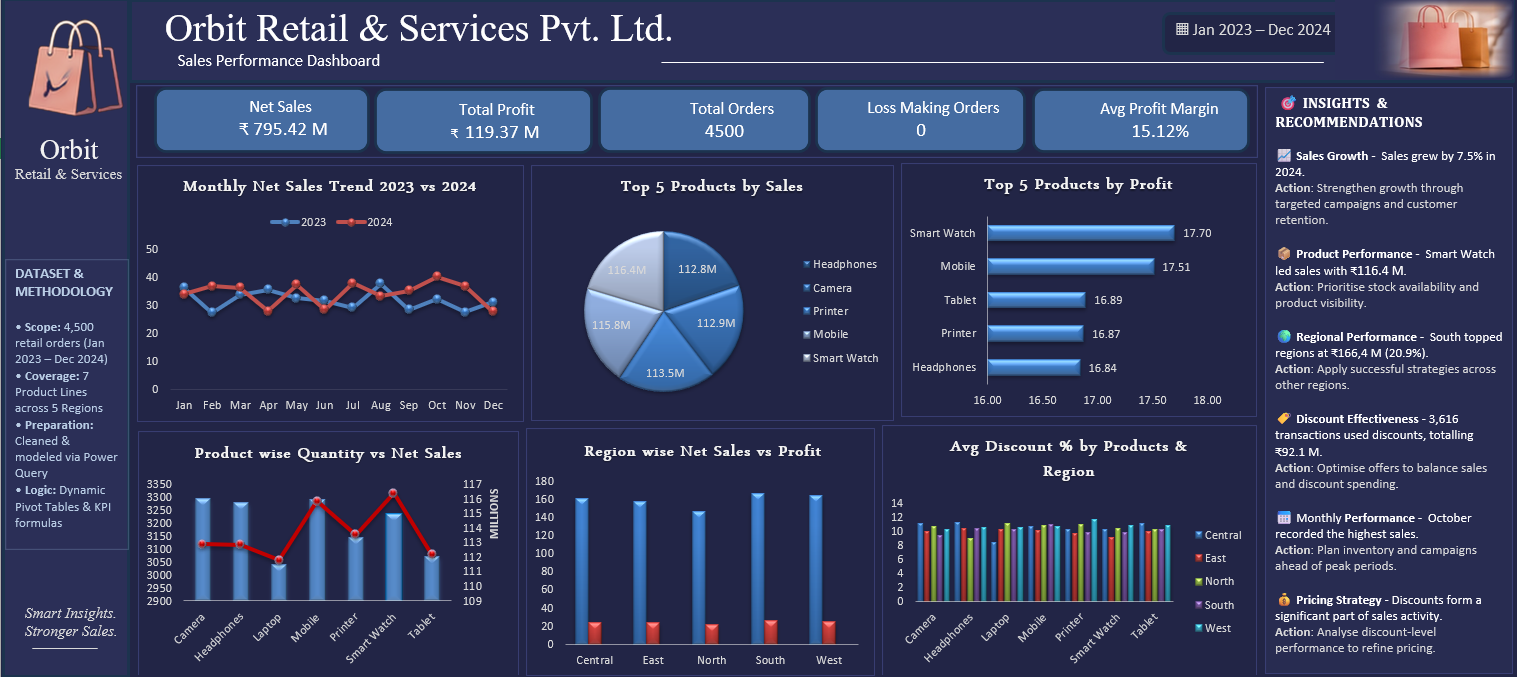 Orbit Retail & Services Pvt. Ltd.
Sales Performance Dashboard
Jan 2023 – Dec 2024
Orbit
Retail & Services
DATASET &
METHODOLOGY
• Scope: 4,500
retail orders (Jan
2023 – Dec 2024)
• Coverage: 7
Product Lines
across 5 Regions
• Preparation:
Cleaned &
modeled via Power
Query
• Logic: Dynamic
Pivot Tables & KPI
formulas
Smart Insights.
Stronger Sales.
Net Sales
₹ 795.42 M
Total Profit
₹ 119.37 M
Total Orders
4500
Loss Making Orders
0
Avg Profit Margin
15.12%
Monthly Net Sales Trend 2023 vs 2024
2023 2024
50
40
30
20
10
0
Jan Feb Mar Apr May Jun Jul Aug Sep Oct Nov Dec
Top 5 Products by Sales
116.4M
112.8M
115.8M
112.9M
113.5M
Headphones
Camera
Printer
Mobile
Smart Watch
Top 5 Products by Profit
Smart Watch 17.70
Mobile 17.51
Tablet 16.89
Printer 16.87
Headphones 16.84
16.00 16.50 17.00 17.50 18.00
Product wise Quantity vs Net Sales
3350
3300
3250
3200
3150
3100
3050
3000
2950
2900
117
116
115
114
113
112
111
110
109
MILLIONS
Camera
Headphones
Laptop
Mobile
Printer
Smart Watch
Tablet
Region wise Net Sales vs Profit
180
160
140
120
100
80
60
40
20
0
Central East North South West
Avg Discount % by Products &
Region
14
12
10
8
6
4
2
0
Camera
Headphones
Laptop
Mobile
Printer
Smart Watch
Tablet
Central
East
North
South
West
INSIGHTS &
RECOMMENDATIONS
Sales Growth - Sales grew by 7.5% in
2024.
Action: Strengthen growth through
targeted campaigns and customer
retention.
Product Performance - Smart Watch
led sales with ₹116.4 M.
Action: Prioritise stock availability and
product visibility.
Regional Performance - South topped
regions at ₹166,4 M (20.9%).
Action: Apply successful strategies across
other regions.
Discount Effectiveness - 3,616
transactions used discounts, totalling
₹92.1 M.
Action: Optimise offers to balance sales
and discount spending.
Monthly Performance - October
recorded the highest sales.
Action: Plan inventory and campaigns
ahead of peak periods.
Pricing Strategy - Discounts form a
significant part of sales activity.
Action: Analyse discount-level
performance to refine pricing.